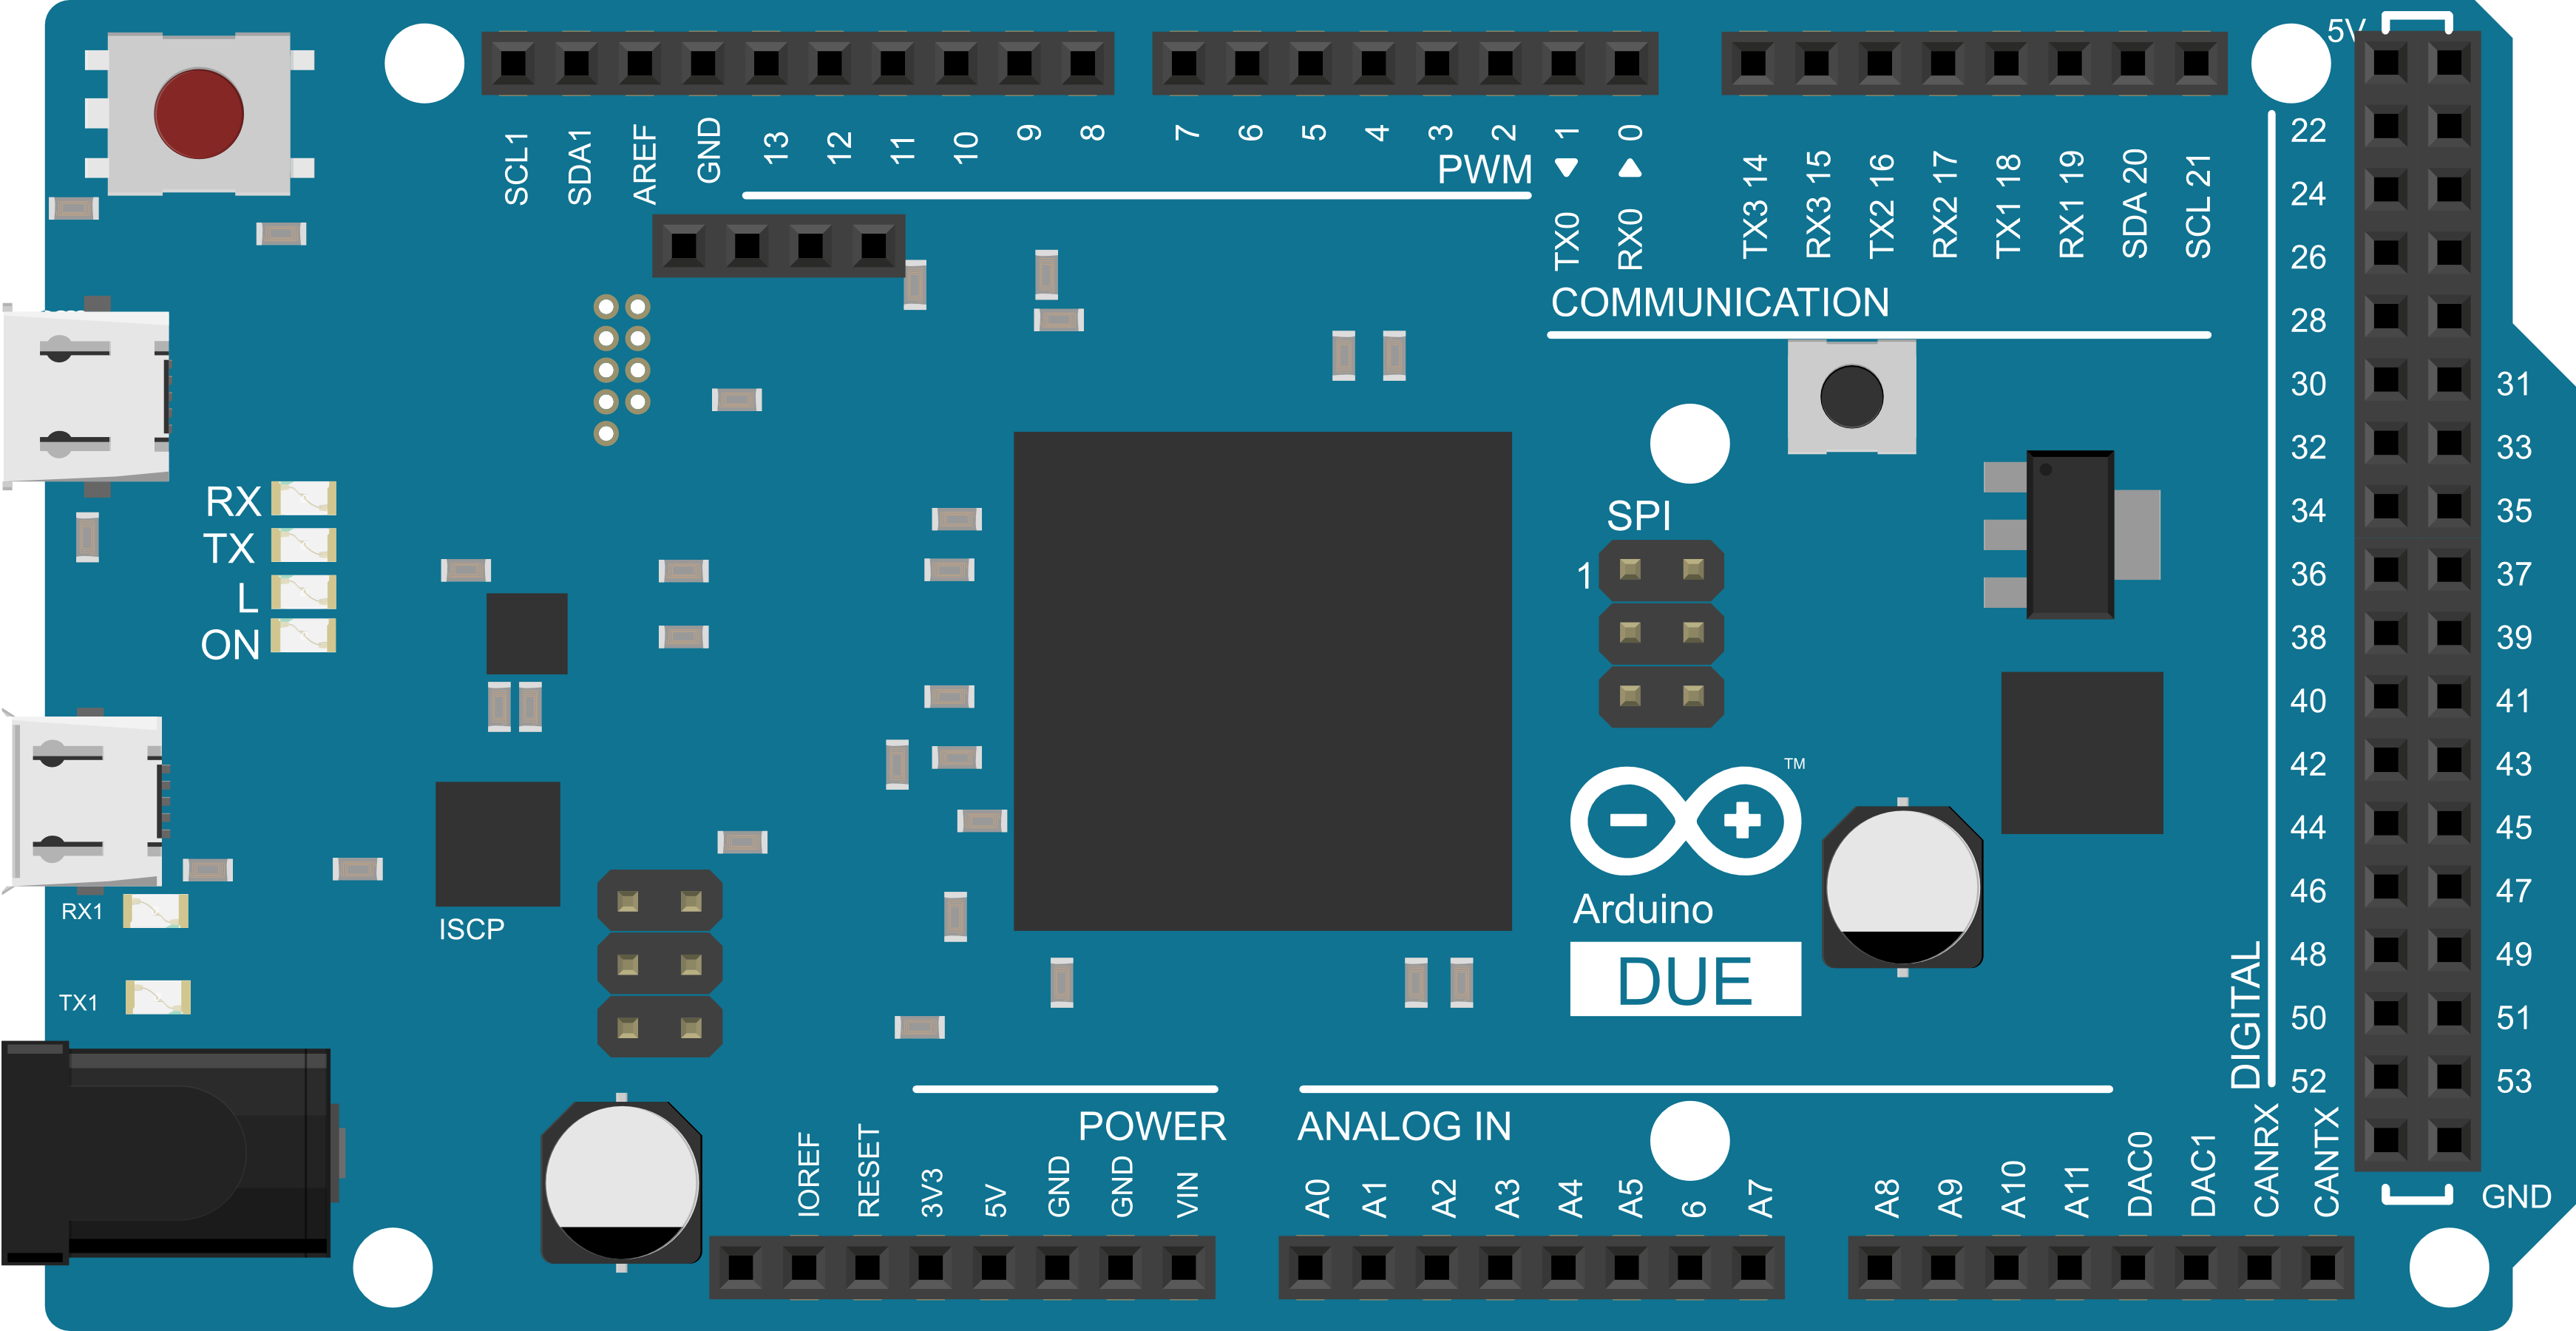 5V
SCL1
SDA1
AREF
GND
13
12
11
10
9
8
7
6
5
4
3
2
1
0
PWM
TX0
RX0
TX3 14
RX3 15
TX2 16
RX2 17
TX1 18
RX1 19
SDA 20
SCL 21
COMMUNICATION
22
24
26
28
30 31
32 33
34 35
36 37
38 39
40 41
42 43
44 45
46 47
48 49
50 51
52 53
DIGITAL
RX
TX
L
ON
SPI
1
TM
Arduino
DUE
RX1
TX1
ISCP
POWER
ANALOG IN
IOREF
RESET
3V3
5V
GND
GND
VIN
A0
A1
A2
A3
A4
A5
6
A7
A8
A9
A10
A11
DAC0
DAC1
CANRX
CANTX
GND